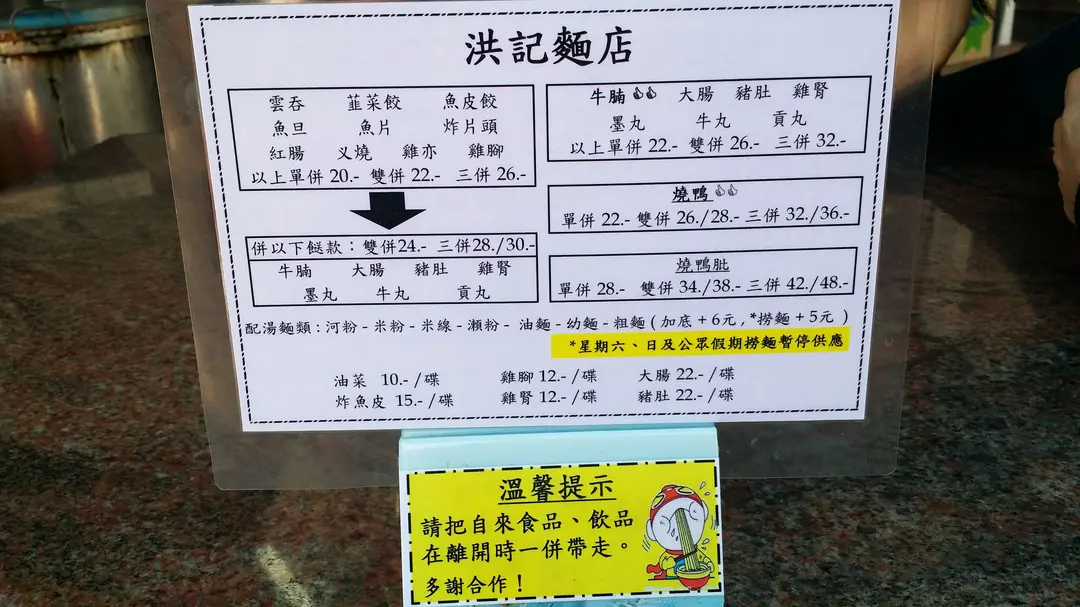 洪記麵店
雲吞 韮菜餃 魚皮餃
魚旦 魚片 炸片頭
紅腸 义燒 雞亦 雞腳
以上單併 20.- 雙併 22.- 三併 26.-
併以下餸款：雙併24.- 三併28./30.-
牛腩 大腸 豬肚 雞腎
墨丸 牛丸 貢丸
牛腩👍👍 大腸 豬肚 雞腎
墨丸 牛丸 貢丸
以上單併 22.- 雙併 26.- 三併 32.-
燒鴨👍👍
單併 22.- 雙併 26./28.- 三併 32./36.-
燒鴨肶
單併 28.- 雙併 34./38.- 三併 42./48.-
配湯麵類：河粉 - 米粉 - 米線 - 瀨粉 - 油麵 - 幼麵 - 粗麵 ( 加底 + 6元 , *撈麵 + 5元 )
*星期六、日及公眾假期撈麵暫停供應
油菜 10.- /碟 雞腳 12.- /碟 大腸 22.- /碟
炸魚皮 15.- /碟 雞腎 12.- /碟 豬肚 22.- /碟
溫馨提示
請把自來食品、飲品
在離開時一併帶走。
多謝合作！